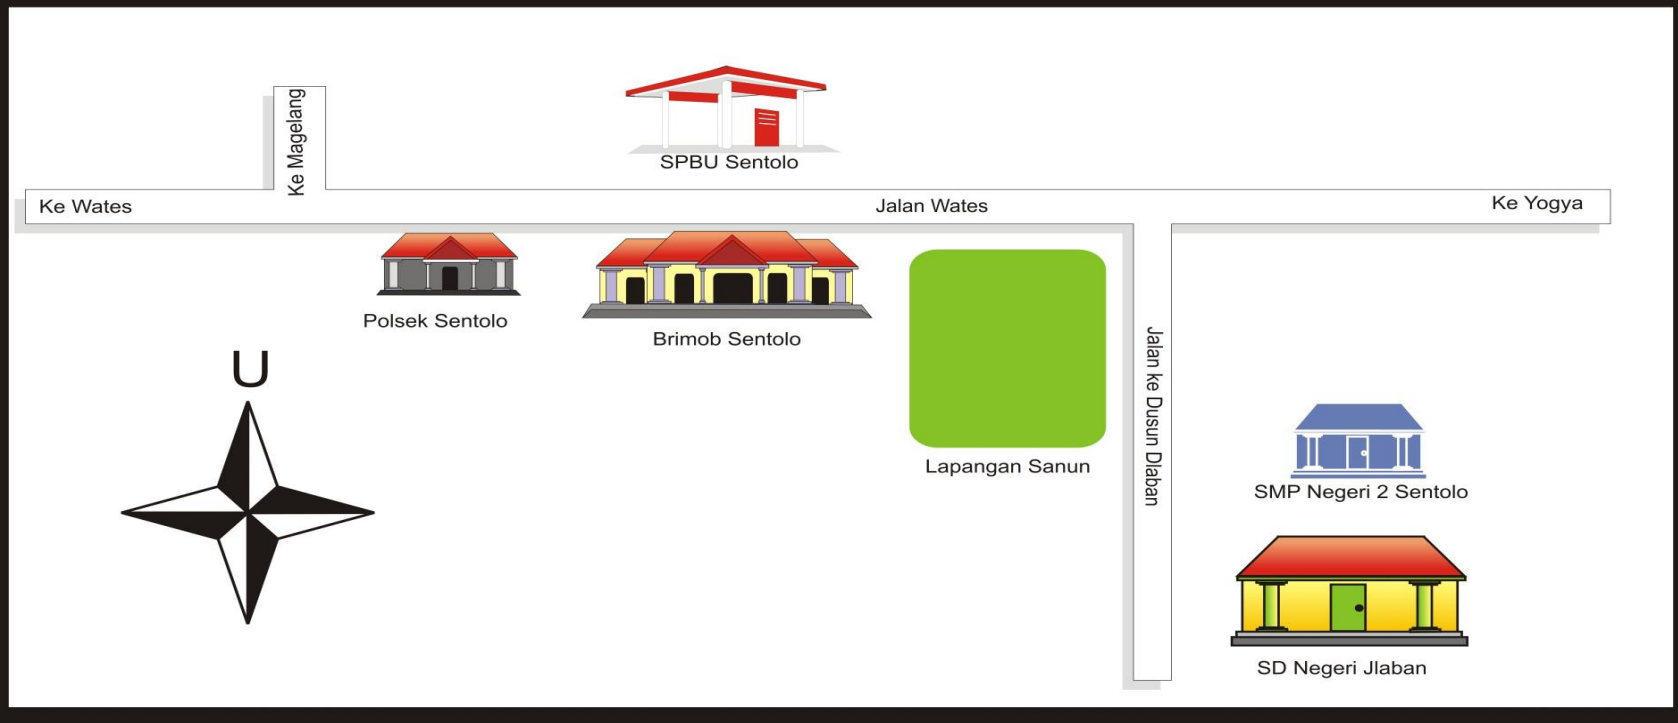 Ke Magelang
SPBU Sentolo
Ke Wates
Jalan Wates
Ke Yogya
Polsek Sentolo
Brimob Sentolo
U
Lapangan Sanun
Jalan ke Dusun Dlaban
SMP Negeri 2 Sentolo
SD Negeri Jlaban